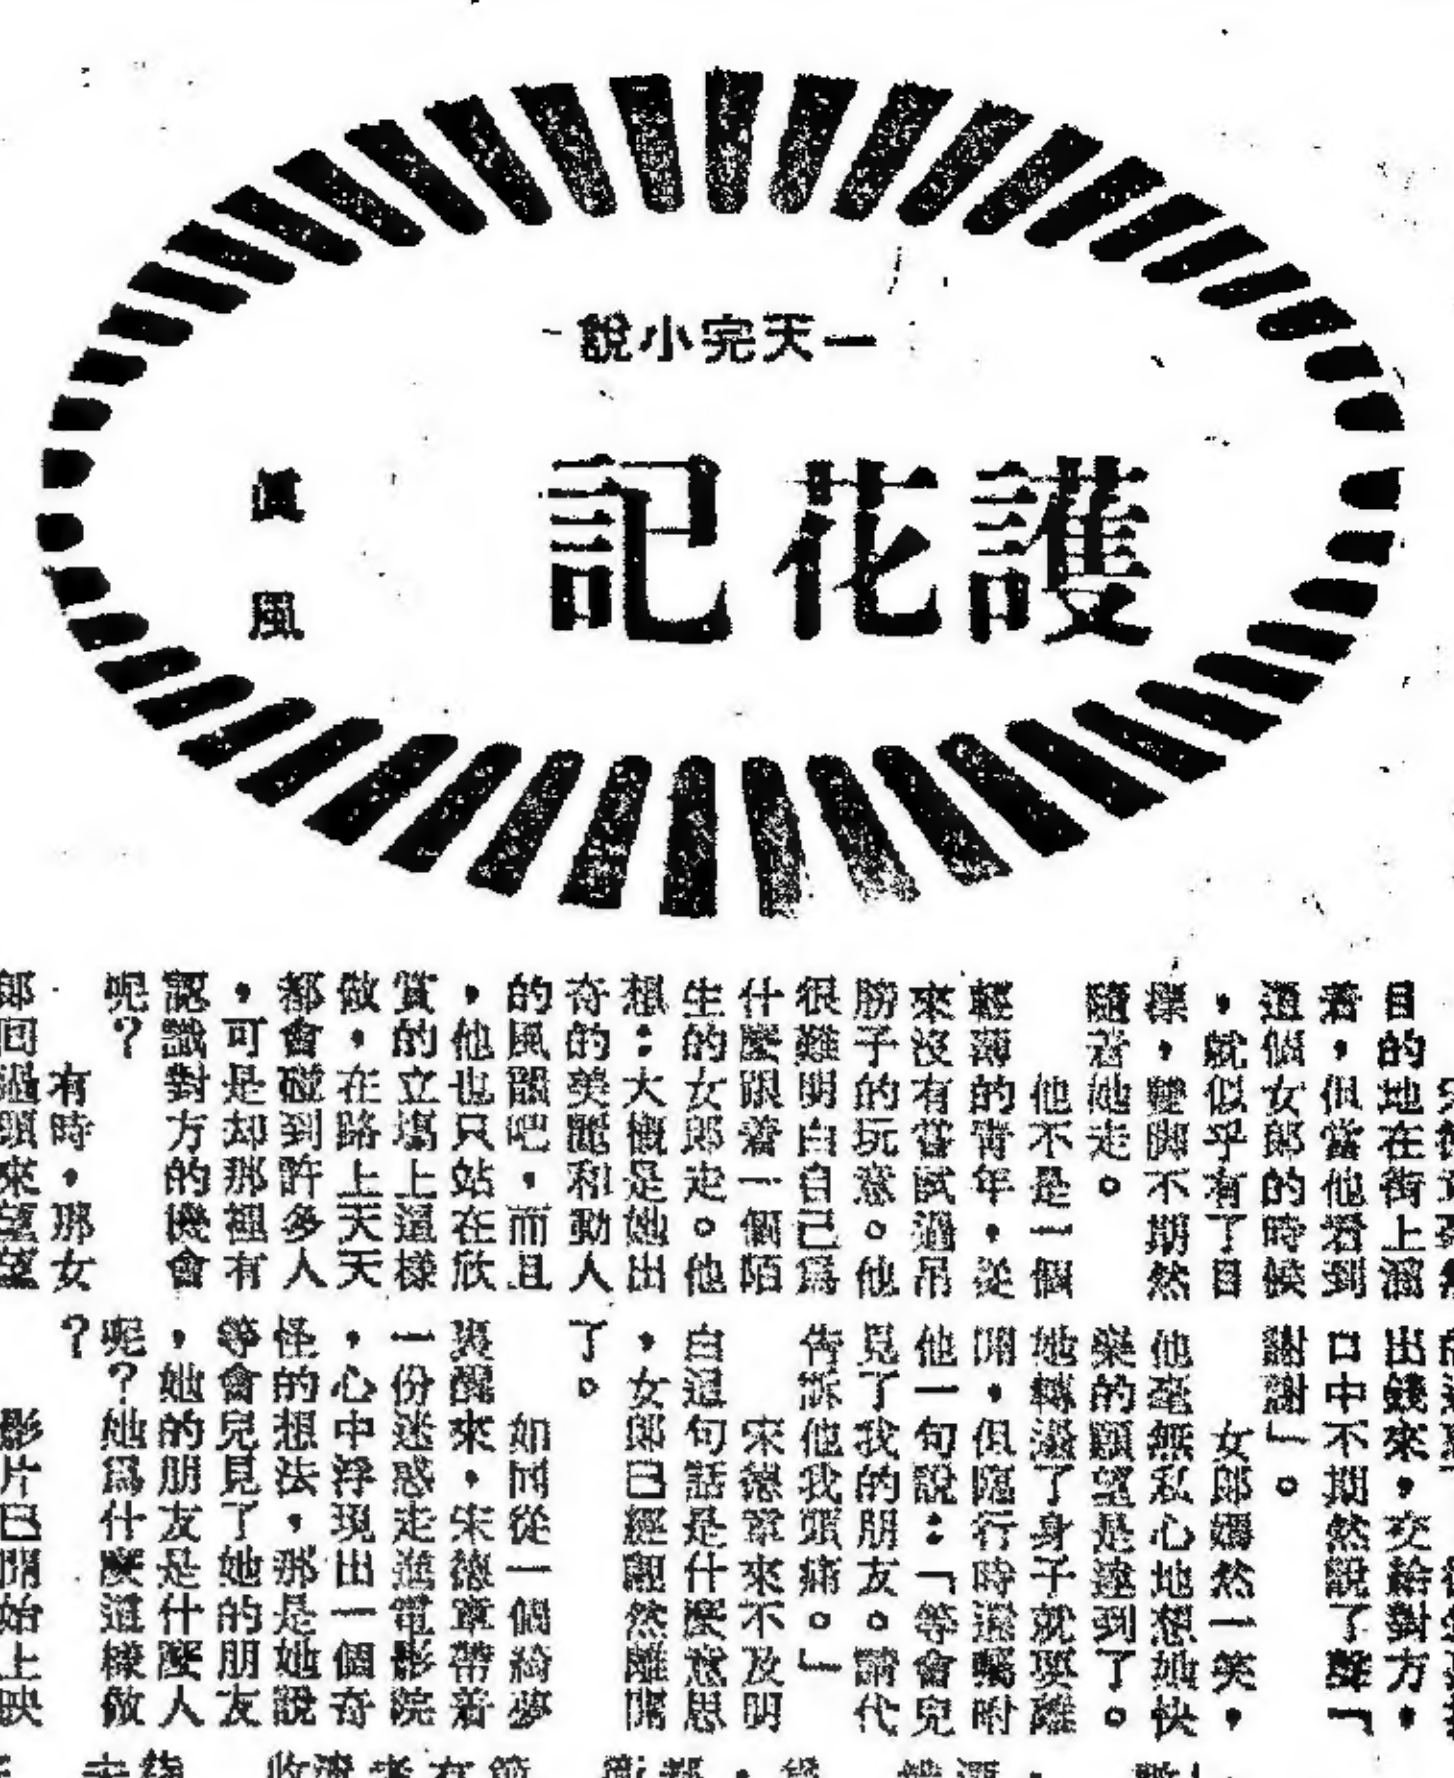 一天完小說
護花記
眞風
目的地在街上溜
着，但當他看到
這個女郎的時候
，就似乎有了目
標，雙脚不期然
隨着她走。
他不是一個
輕薄的青年，從
來沒有嘗試過吊
勝子的玩意。他
很難明白自己爲
什麼跟着一個陌
生的女郎走。他
想：大概是她出
奇的美麗和動人
的風韻吧，而且
，他也只站在欣
賞的立場上這樣
做，在路上天天
都會碰到許多人
，可是却那裡有
認識對方的機會
呢？
有時，那女
郎回過頭來望望
出錢來，交給對方，
口中不期然說了聲「
謝謝」。
女郎嫣然一笑，
他毫無私心地想她快
樂的願望是達到了。
她轉過了身子就要離
開，但臨行時還囑咐
他一句說：「等會兒
見了我的朋友。請代
告訴他我頭痛。」
宋德章來不及明
白這句話是什麼意思
，女郎已經翩然離開
了。
如同從一個綺夢
裏醒來，宋德章帶着
一份迷惑走進電影院
，心中浮現出一個奇
怪的想法，那是她說
等會兒見了她的朋友
，她的朋友是什麼人
呢？她爲什麼這樣做
？
影片已開始上映